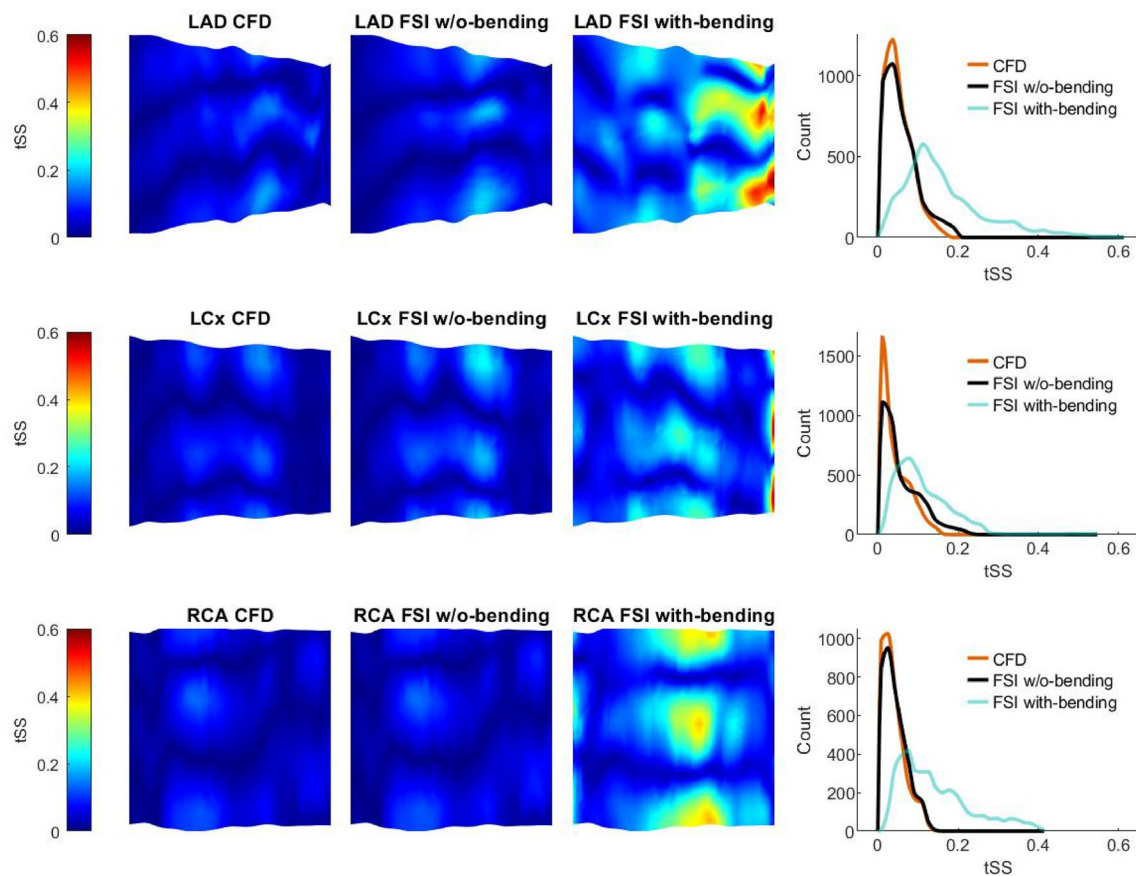 LAD CFD
LAD FSI w/o-bending
LAD FSI with-bending
0.6
0.4
0.2
0
tSS
1000
500
0
Count
CFD
FSI w/o-bending
FSI with-bending
0 0.2 0.4 0.6
tSS
LCx CFD
LCx FSI w/o-bending
LCx FSI with-bending
0.6
0.4
0.2
0
tSS
1500
1000
500
0
Count
CFD
FSI w/o-bending
FSI with-bending
0 0.2 0.4 0.6
tSS
RCA CFD
RCA FSI w/o-bending
RCA FSI with-bending
0.6
0.4
0.2
0
tSS
1000
800
600
400
200
0
Count
CFD
FSI w/o-bending
FSI with-bending
0 0.2 0.4 0.6
tSS